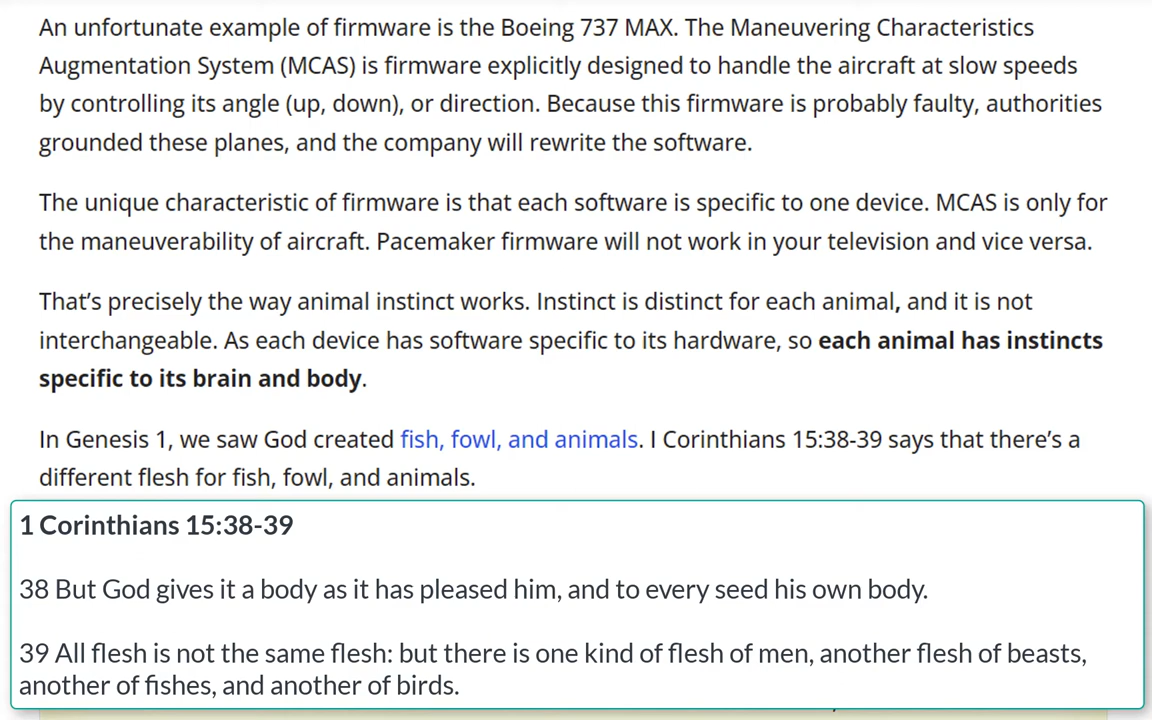 An unfortunate example of firmware is the Boeing 737 MAX. The Maneuvering Characteristics
Augmentation System (MCAS) is firmware explicitly designed to handle the aircraft at slow speeds
by controlling its angle (up, down), or direction. Because this firmware is probably faulty, authorities
grounded these planes, and the company will rewrite the software.
The unique characteristic of firmware is that each software is specific to one device. MCAS is only for
the maneuverability of aircraft. Pacemaker firmware will not work in your television and vice versa.
That’s precisely the way animal instinct works. Instinct is distinct for each animal, and it is not
interchangeable. As each device has software specific to its hardware, so each animal has instincts
specific to its brain and body.
In Genesis 1, we saw God created fish, fowl, and animals. I Corinthians 15:38-39 says that there’s a
different flesh for fish, fowl, and animals.
1 Corinthians 15:38-39
38 But God gives it a body as it has pleased him, and to every seed his own body.
39 All flesh is not the same flesh: but there is one kind of flesh of men, another flesh of beasts,
another of fishes, and another of birds.